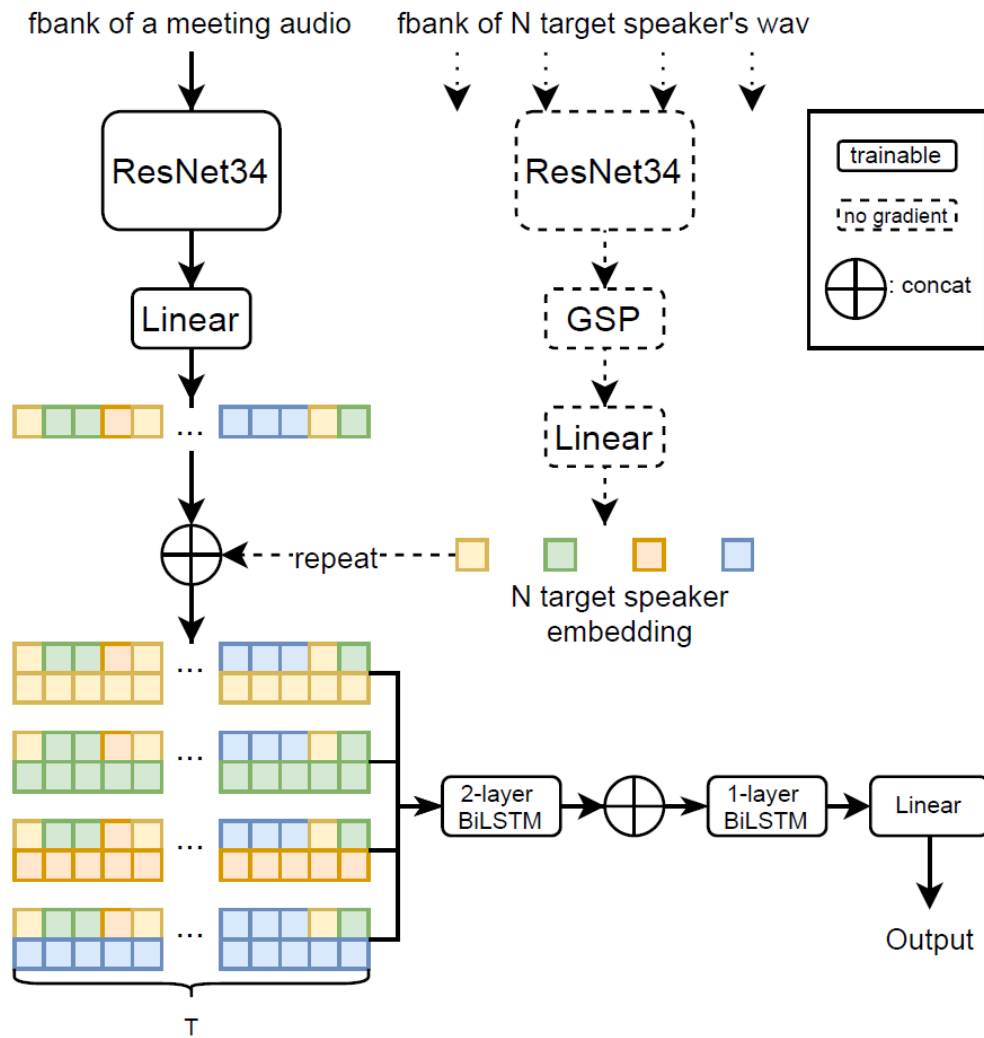 fbank of a meeting audio
fbank of N target speaker's wav
ResNet34
ResNet34
trainable
no gradient
: concat
Linear
GSP
Linear
...
repeat
N target speaker
embedding
...
...
...
...
2-layer
BiLSTM
1-layer
BiLSTM
Linear
Output
T